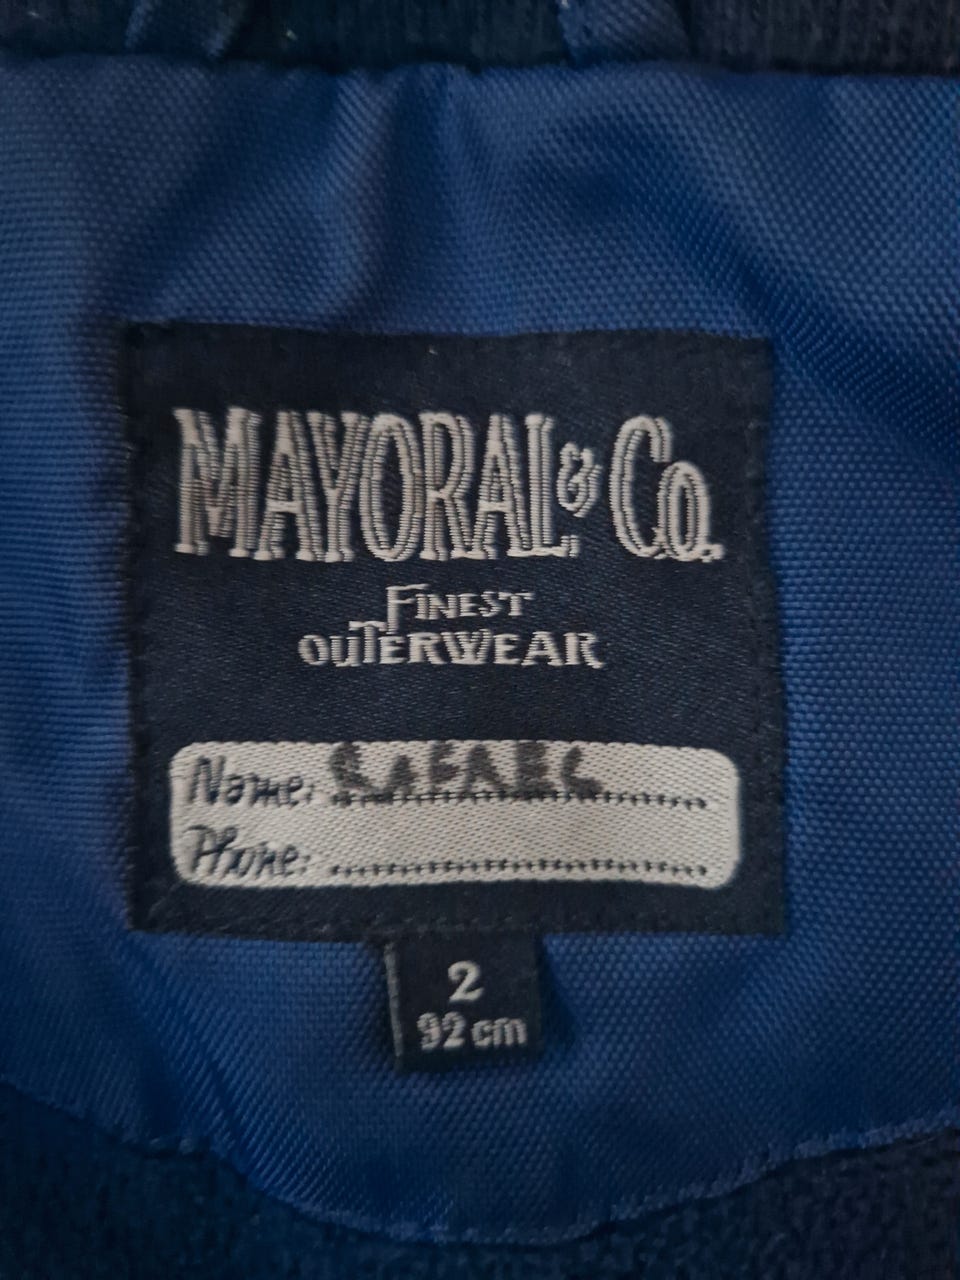 MAYORAL & Co.
FINEST
OUTERWEAR
Name: RAFAEL
Phone:
2
92 cm